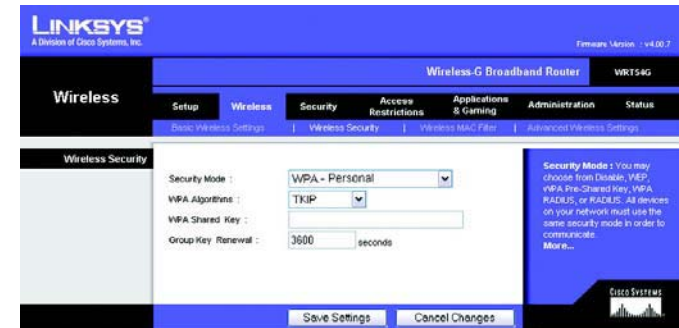 LINKSYS®
A Division of Cisco Systems, Inc.
Firmware Version : v4.00.7
Wireless-G Broadband Router WRT54G
Wireless
Setup Wireless Security Access Restrictions Applications & Gaming Administration Status
Basic Wireless Settings | Wireless Security | Wireless MAC Filter | Advanced Wireless Settings
Wireless Security
Security Mode : WPA - Personal
WPA Algorithms : TKIP
WPA Shared Key :
Group Key Renewal : 3600 seconds
Security Mode : You may
choose from Disable, WEP,
WPA Pre-Shared Key, WPA
RADIUS, or RADIUS. All devices
on your network must use the
same security mode in order to
communicate.
More...
CISCO SYSTEMS
Save Settings Cancel Changes